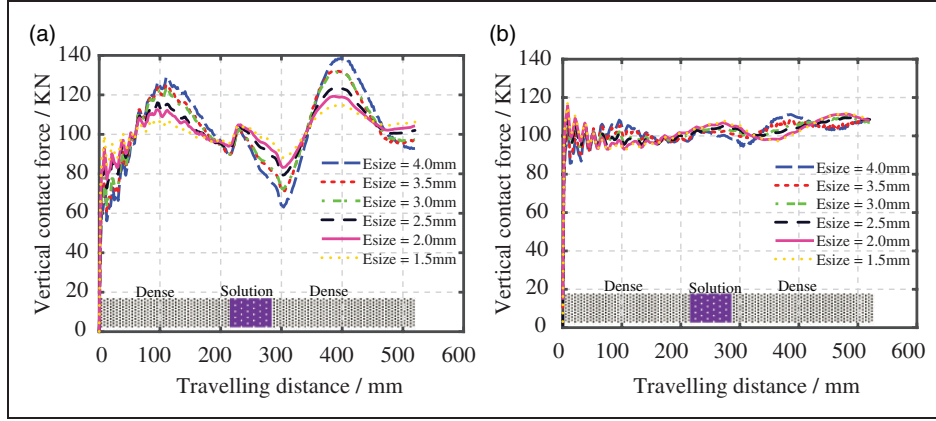 (a)
Vertical contact force / KN
140
120
100
80
60
40
20
0
Esize = 4.0mm
Esize = 3.5mm
Esize = 3.0mm
Esize = 2.5mm
Esize = 2.0mm
Esize = 1.5mm
Dense
Solution
Dense
0 100 200 300 400 500 600
Travelling distance / mm
(b)
Vertical contact force / KN
140
120
100
80
60
40
20
0
Esize = 4.0mm
Esize = 3.5mm
Esize = 3.0mm
Esize = 2.5mm
Esize = 2.0mm
Esize = 1.5mm
Dense
Solution
Dense
0 100 200 300 400 500 600
Travelling distance / mm